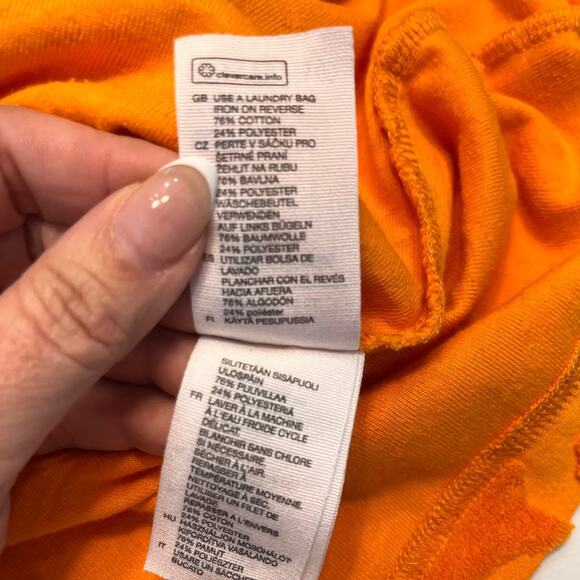 clevercare.info
GB USE A LAUNDRY BAG
IRON ON REVERSE
76% COTTON
24% POLYESTER
CZ PERTE V SÁČKU PRO
ŠETRNÉ PRANÍ
ŽEHLIT NA RUBU
76% BAVLNA
24% POLYESTER
WÄSCHEBEUTEL
VERWENDEN
AUF LINKS BÜGELN
76% BAUMWOLLE
24% POLYESTER
ES UTILIZAR BOLSA DE
LAVADO
PLANCHAR CON EL REVÉS
HACIA AFUERA
76% ALGODÓN
24% poliéster
FI KÄYTÄ PESUPUSSIA
SILITETÄÄN SISÄPUOLI
ULOSPÄIN
76% PUUVILLAA
24% POLYESTERIA
FR LAVER À LA MACHINE
À L'EAU FROIDE CYCLE
DÉLICAT.
BLANCHIR SANS CHLORE
SI NÉCESSAIRE.
SÉCHER À L'AIR.
REPASSER À
TEMPÉRATURE MOYENNE.
NETTOYAGE À SEC.
UTILISER UN FILET DE
LAVAGE
REPASSER A L'ENVERS
76% COTON
24% POLYESTER
HU HASZNÁLJON MOSÓHÁLÓT
KIFORDÍTVA VASALANDÓ
76% PAMUT
24% POLIÉSZTER
IT USARE UN SACCHE
BUCATO